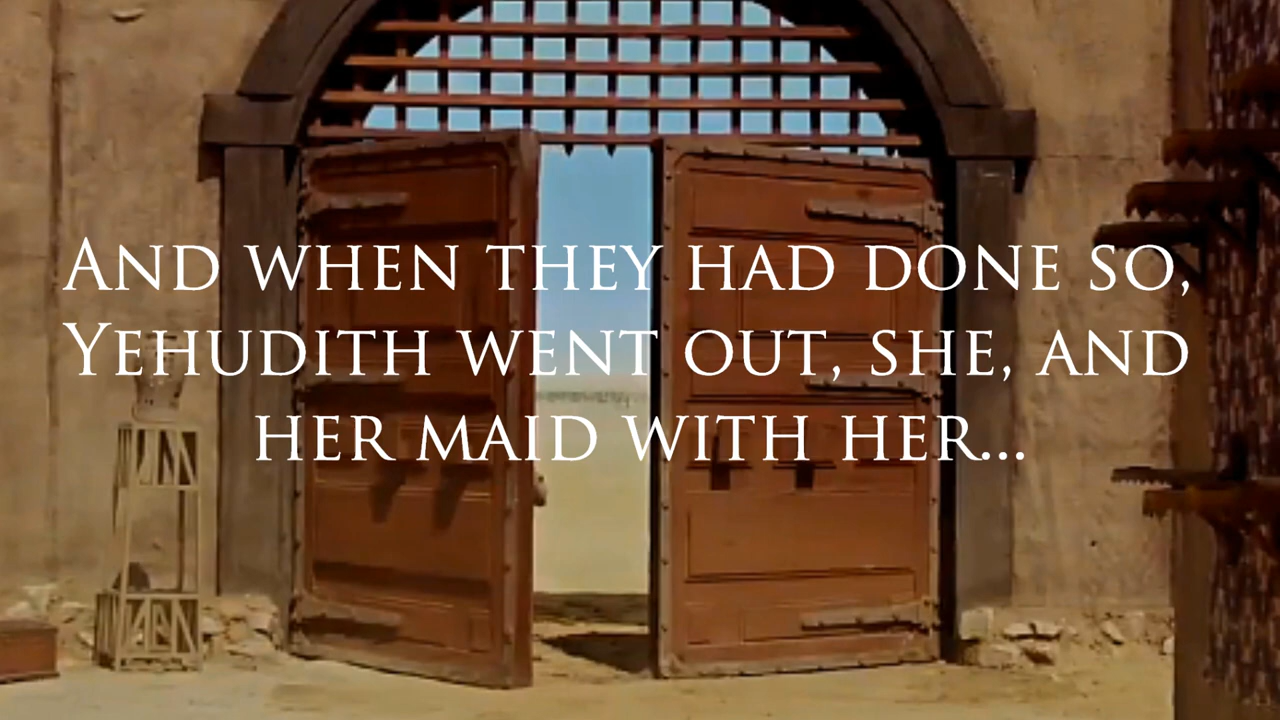 And when they had done so,
Yehudith went out, she, and
her maid with her...